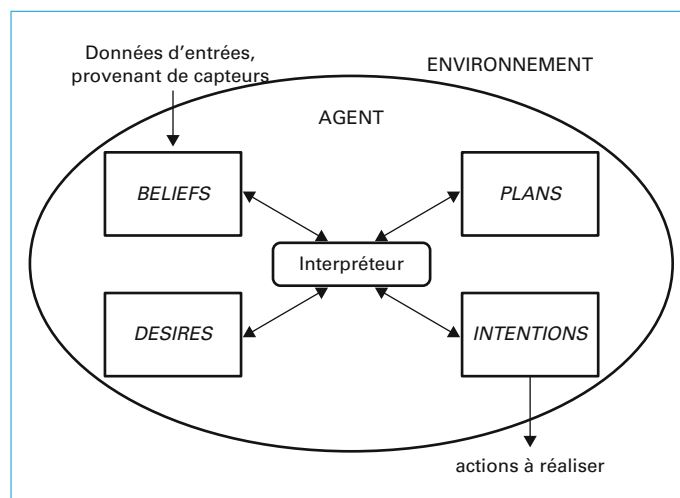 Données d’entrées,
provenant de capteurs
ENVIRONNEMENT
AGENT
BELIEFS
PLANS
Interpréteur
DESIRES
INTENTIONS
actions à réaliser